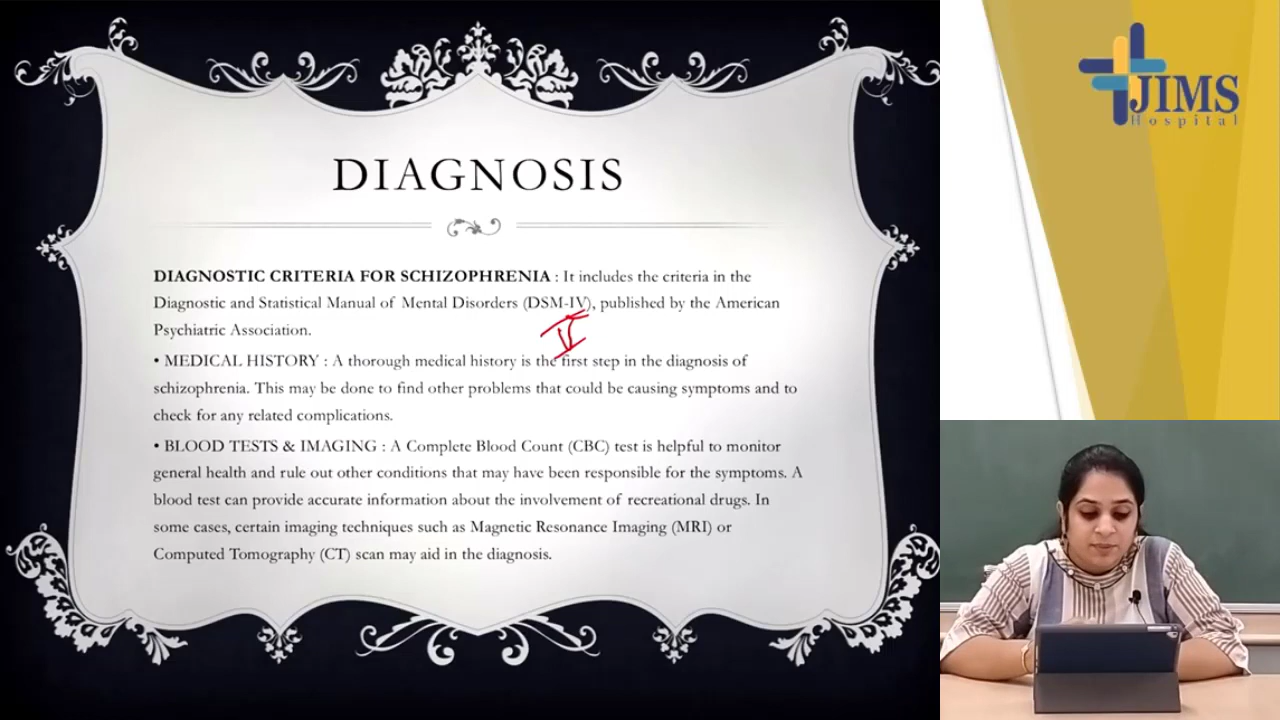 DIAGNOSIS
DIAGNOSTIC CRITERIA FOR SCHIZOPHRENIA : It includes the criteria in the
Diagnostic and Statistical Manual of Mental Disorders (DSM-IV), published by the American
Psychiatric Association.
V
• MEDICAL HISTORY : A thorough medical history is the first step in the diagnosis of
schizophrenia. This may be done to find other problems that could be causing symptoms and to
check for any related complications.
• BLOOD TESTS & IMAGING : A Complete Blood Count (CBC) test is helpful to monitor
general health and rule out other conditions that may have been responsible for the symptoms. A
blood test can provide accurate information about the involvement of recreational drugs. In
some cases, certain imaging techniques such as Magnetic Resonance Imaging (MRI) or
Computed Tomography (CT) scan may aid in the diagnosis.
JIMS
Hospital